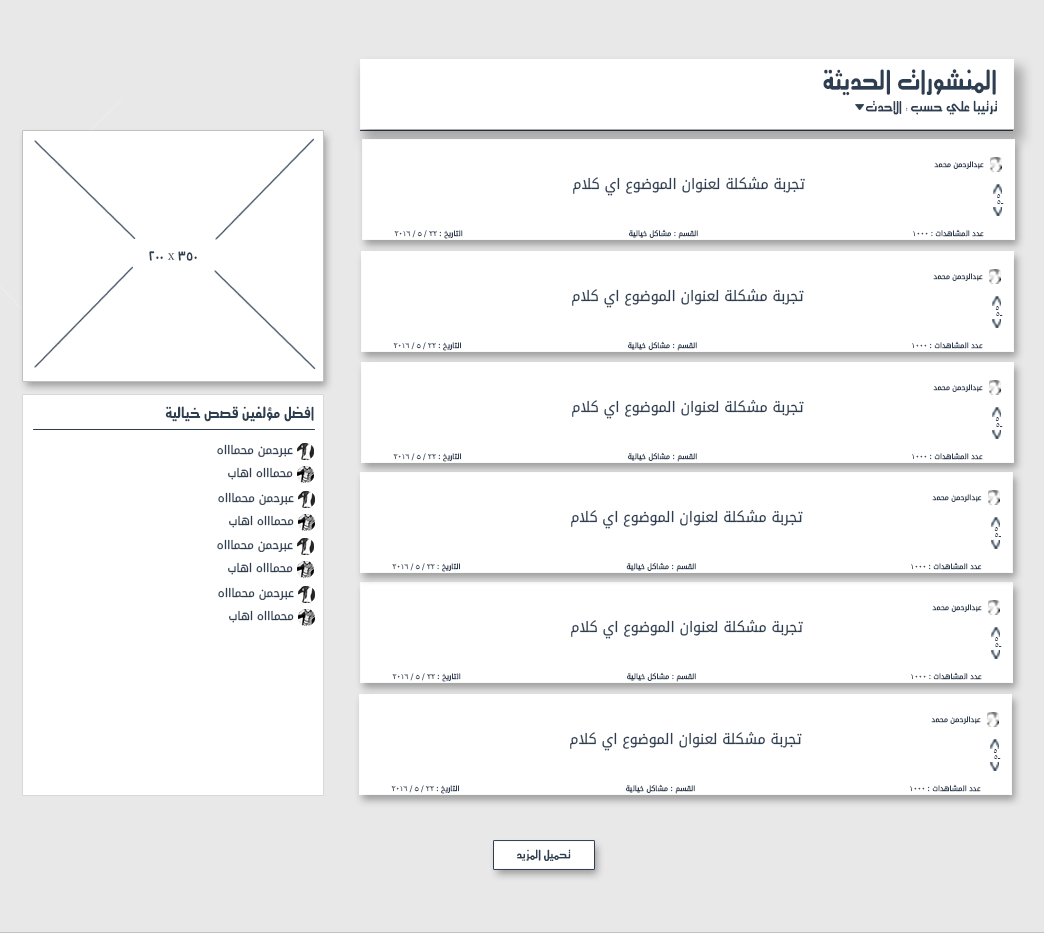 المنشورات الحديثة
ترتيبا علي حسب : الاحدث
عبدالرحمن محمد
تجربة مشكلة لعنوان الموضوع اي كلام
عدد المشاهدات : ١٠٠٠
القسم : مشاكل خيالية
التاريخ : ٢٢ / ٥ / ٢٠١٦
عبدالرحمن محمد
تجربة مشكلة لعنوان الموضوع اي كلام
عدد المشاهدات : ١٠٠٠
القسم : مشاكل خيالية
التاريخ : ٢٢ / ٥ / ٢٠١٦
عبدالرحمن محمد
تجربة مشكلة لعنوان الموضوع اي كلام
عدد المشاهدات : ١٠٠٠
القسم : مشاكل خيالية
التاريخ : ٢٢ / ٥ / ٢٠١٦
عبدالرحمن محمد
تجربة مشكلة لعنوان الموضوع اي كلام
عدد المشاهدات : ١٠٠٠
القسم : مشاكل خيالية
التاريخ : ٢٢ / ٥ / ٢٠١٦
عبدالرحمن محمد
تجربة مشكلة لعنوان الموضوع اي كلام
عدد المشاهدات : ١٠٠٠
القسم : مشاكل خيالية
التاريخ : ٢٢ / ٥ / ٢٠١٦
عبدالرحمن محمد
تجربة مشكلة لعنوان الموضوع اي كلام
عدد المشاهدات : ١٠٠٠
القسم : مشاكل خيالية
التاريخ : ٢٢ / ٥ / ٢٠١٦
٣٥٠ x ٢٠٠
افضل مؤلفين قصص خيالية
عبرحمن محماااه
محماااه اهاب
عبرحمن محماااه
محماااه اهاب
عبرحمن محماااه
محماااه اهاب
عبرحمن محماااه
محماااه اهاب
تحميل المزيد